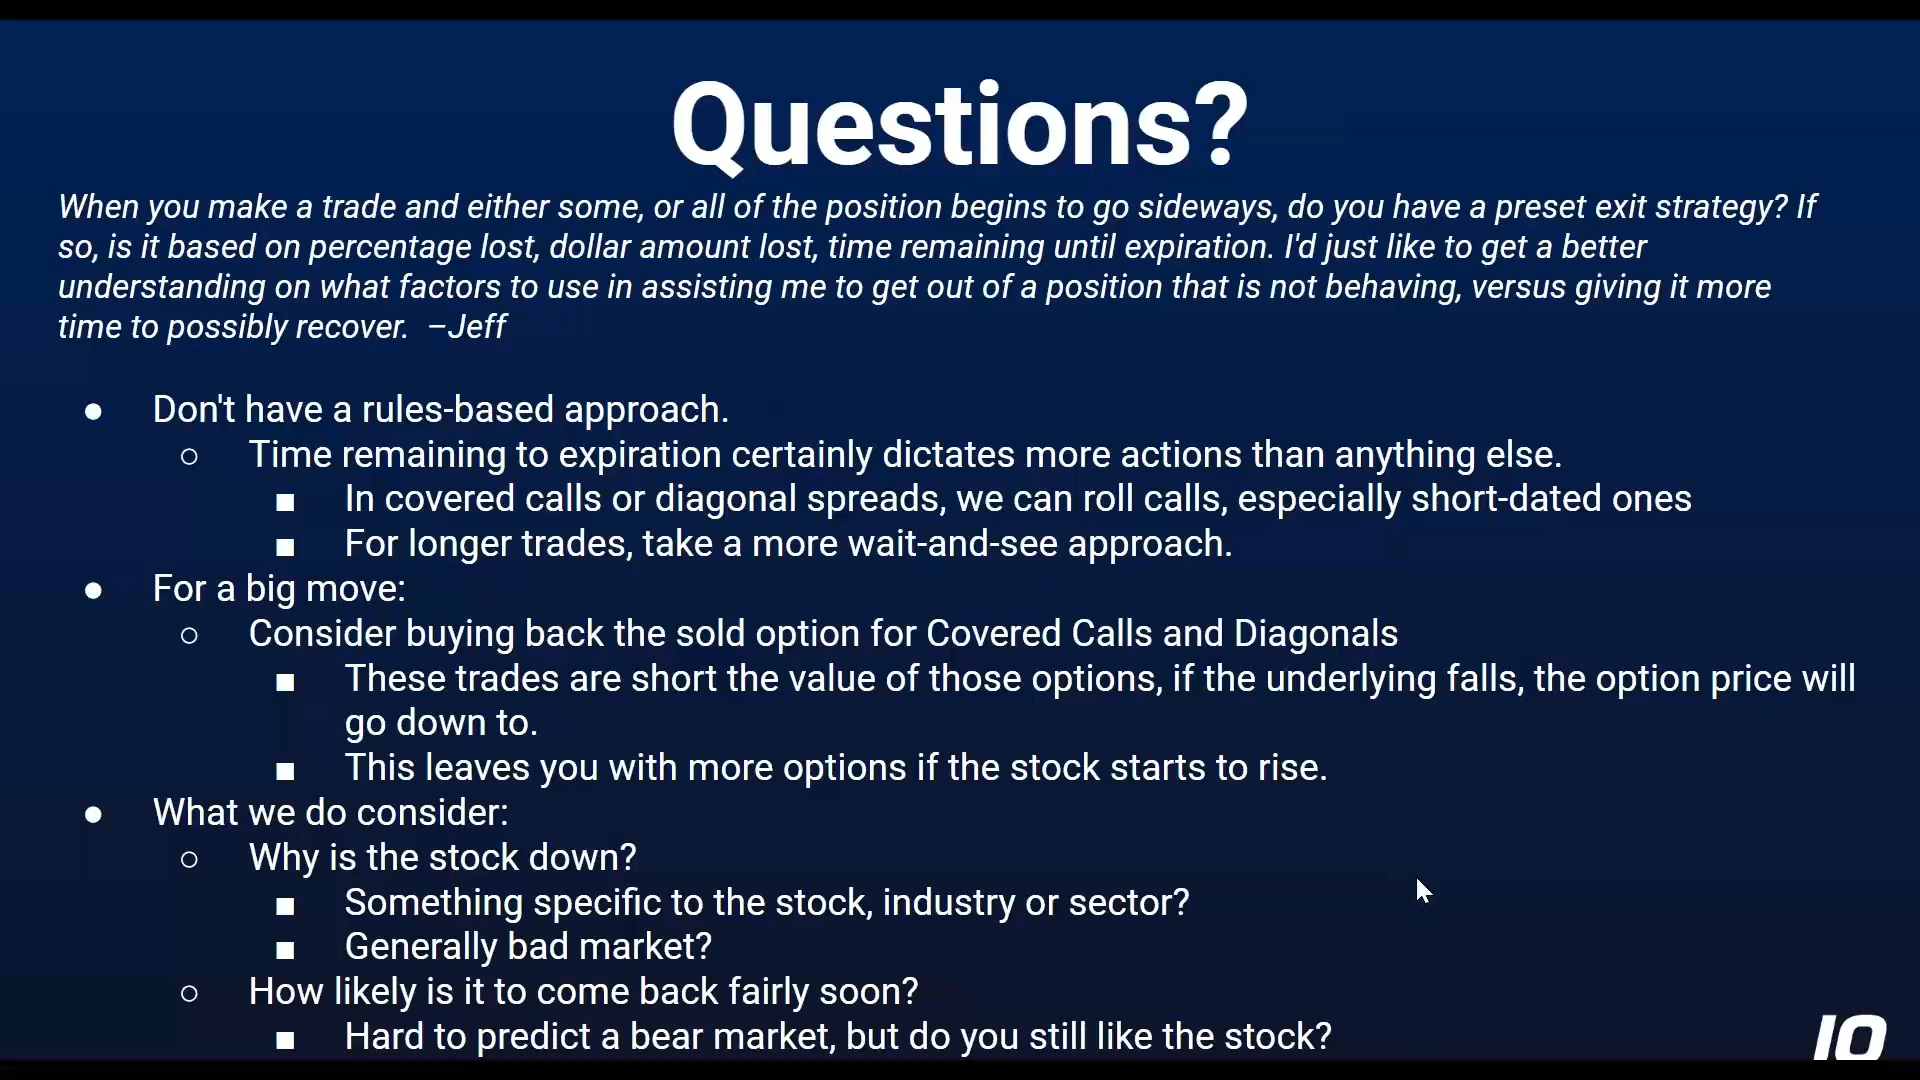 Questions?
When you make a trade and either some, or all of the position begins to go sideways, do you have a preset exit strategy? If
so, is it based on percentage lost, dollar amount lost, time remaining until expiration. I'd just like to get a better
understanding on what factors to use in assisting me to get out of a position that is not behaving, versus giving it more
time to possibly recover.  –Jeff
● Don't have a rules-based approach.
○ Time remaining to expiration certainly dictates more actions than anything else.
■ In covered calls or diagonal spreads, we can roll calls, especially short-dated ones
■ For longer trades, take a more wait-and-see approach.
● For a big move:
○ Consider buying back the sold option for Covered Calls and Diagonals
■ These trades are short the value of those options, if the underlying falls, the option price will
go down to.
■ This leaves you with more options if the stock starts to rise.
● What we do consider:
○ Why is the stock down?
■ Something specific to the stock, industry or sector?
■ Generally bad market?
○ How likely is it to come back fairly soon?
■ Hard to predict a bear market, but do you still like the stock?
IO